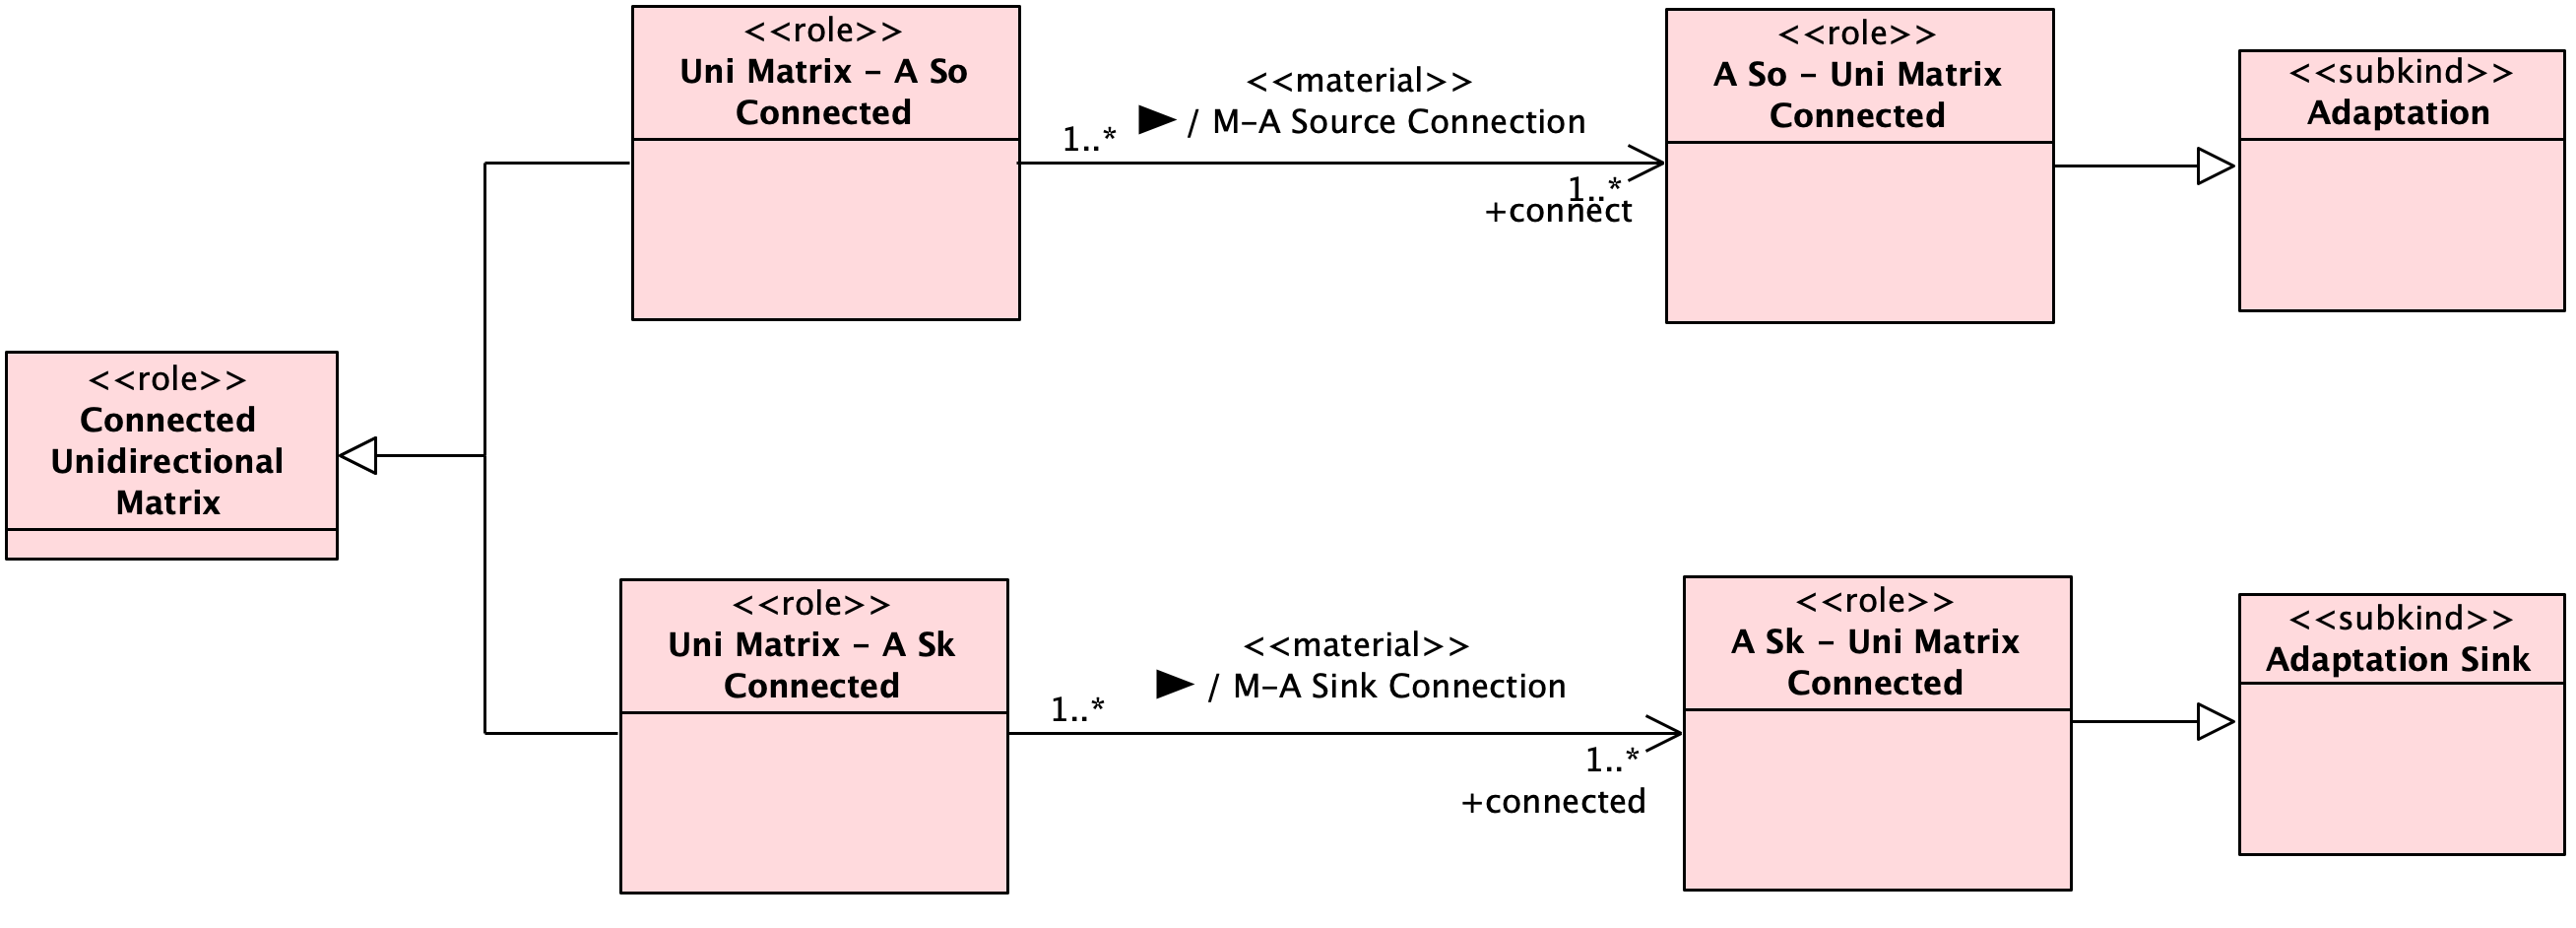 <<role>>
Uni Matrix – A So
Connected
<<material>>
/ M–A Source Connection
1..*
1..*
+connect
<<role>>
A So – Uni Matrix
Connected
<<subkind>>
Adaptation
<<role>>
Connected
Unidirectional
Matrix
<<role>>
Uni Matrix – A Sk
Connected
<<material>>
/ M–A Sink Connection
1..*
1..*
+connected
<<role>>
A Sk – Uni Matrix
Connected
<<subkind>>
Adaptation Sink